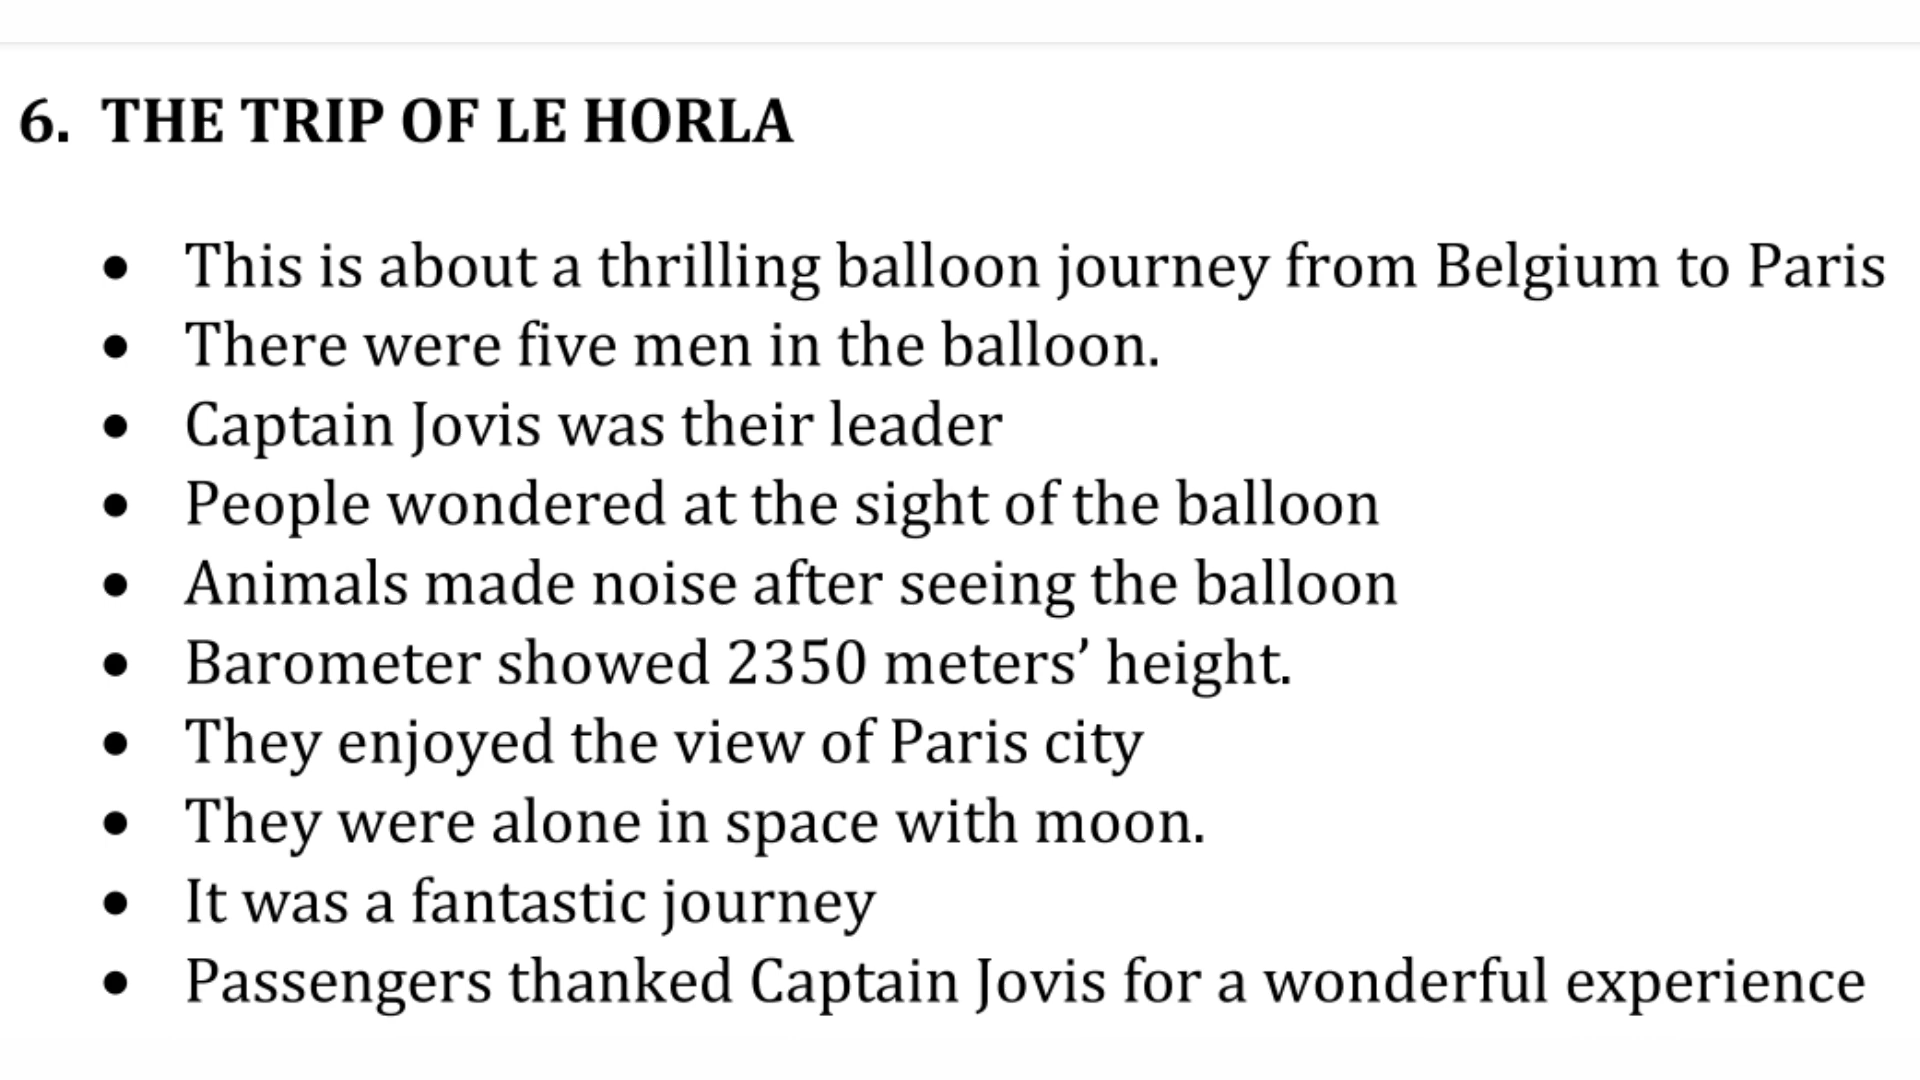 6. THE TRIP OF LE HORLA
• This is about a thrilling balloon journey from Belgium to Paris
• There were five men in the balloon.
• Captain Jovis was their leader
• People wondered at the sight of the balloon
• Animals made noise after seeing the balloon
• Barometer showed 2350 meters’ height.
• They enjoyed the view of Paris city
• They were alone in space with moon.
• It was a fantastic journey
• Passengers thanked Captain Jovis for a wonderful experience